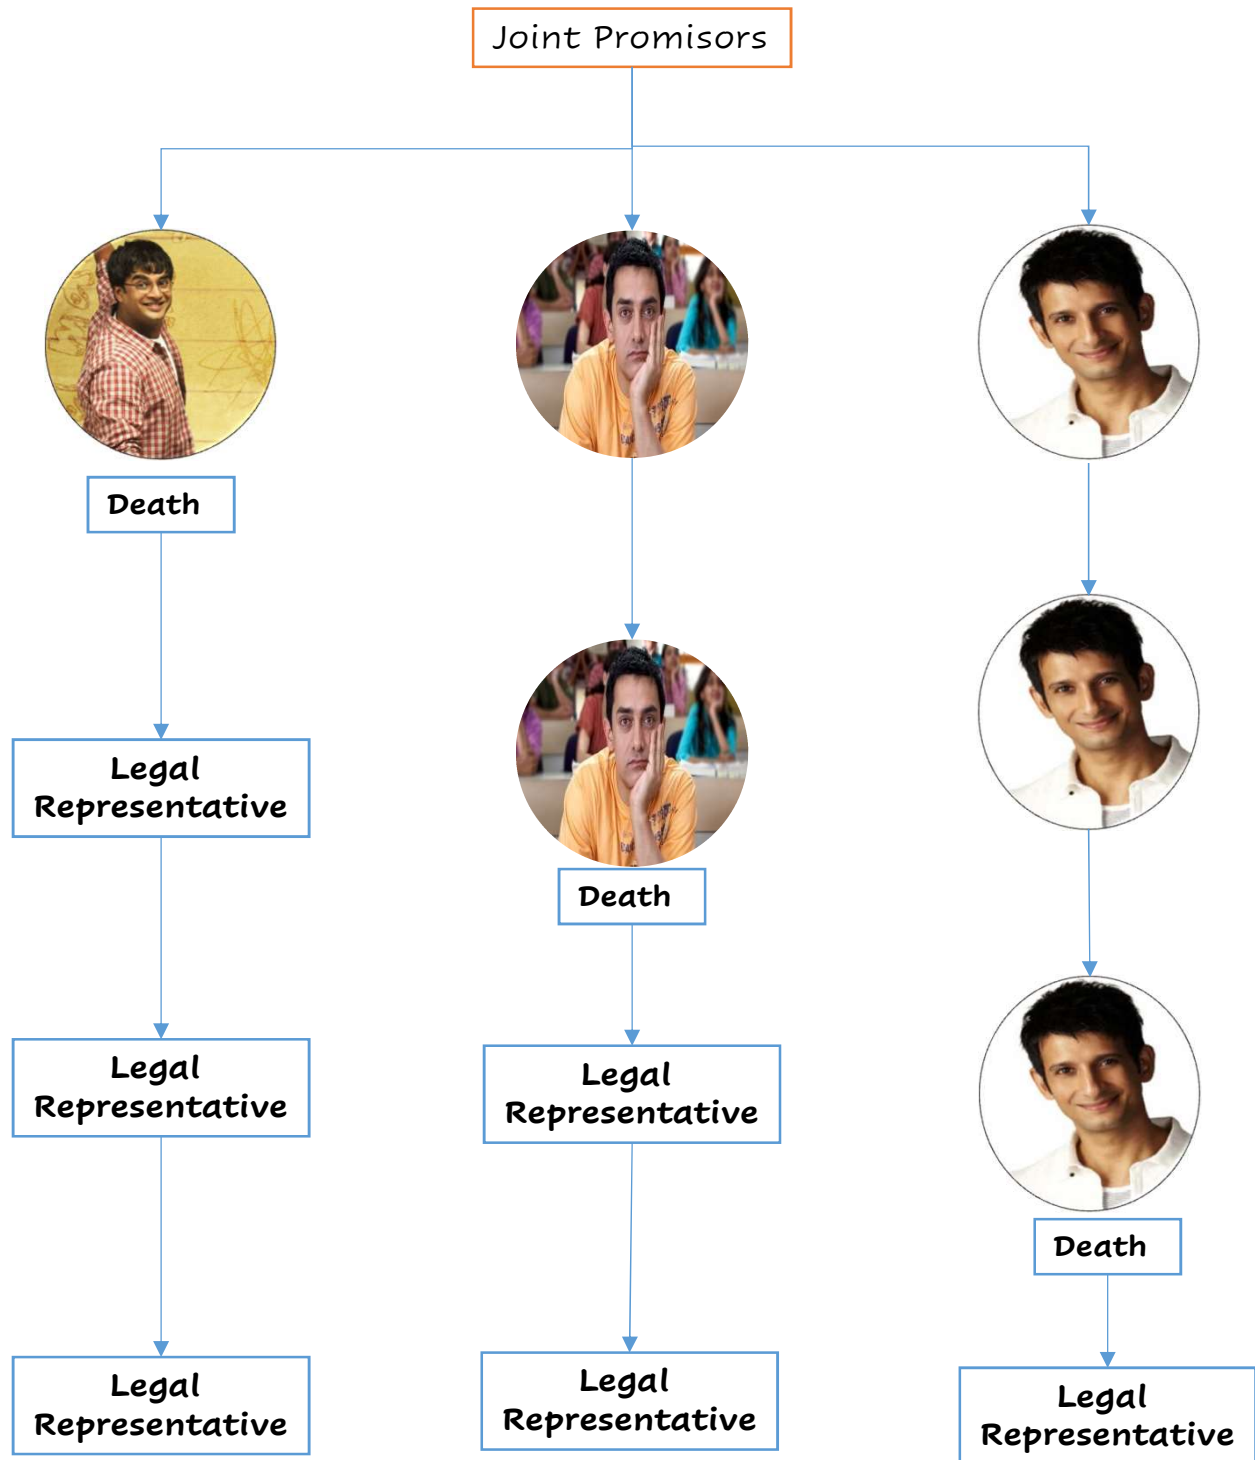 Joint Promisors
Death
Legal
Representative
Death
Legal
Representative
Legal
Representative
Death
Legal
Representative
Legal
Representative
Legal
Representative